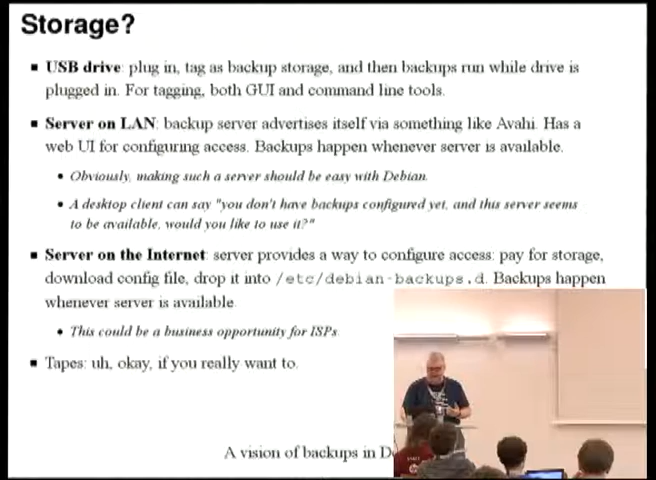 Storage?
USB drive: plug in, tag as backup storage, and then backups run while drive is
plugged in. For tagging, both GUI and command line tools.
Server on LAN: backup server advertises itself via something like Avahi. Has a
web UI for configuring access. Backups happen whenever server is available.
Obviously, making such a server should be easy with Debian.
A desktop client can say "you don't have backups configured yet, and this server seems
to be available, would you like to use it?"
Server on the Internet: server provides a way to configure access: pay for storage,
download config file, drop it into /etc/debian-backups.d. Backups happen
whenever server is available.
This could be a business opportunity for ISPs.
Tapes: uh, okay, if you really want to.
A vision of backups in D